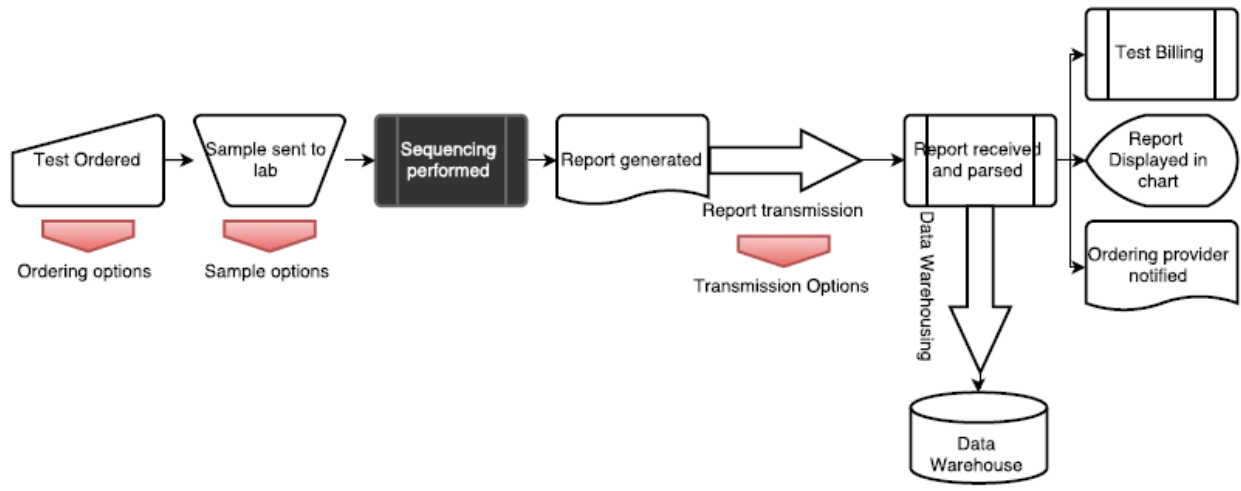 Test Ordered
Sample sent to
lab
Sequencing
performed
Report generated
Report transmission
Report received
and parsed
Test Billing
Report
Displayed in
chart
Ordering provider
notified
Ordering options
Sample options
Transmission Options
Data Warehousing
Data
Warehouse